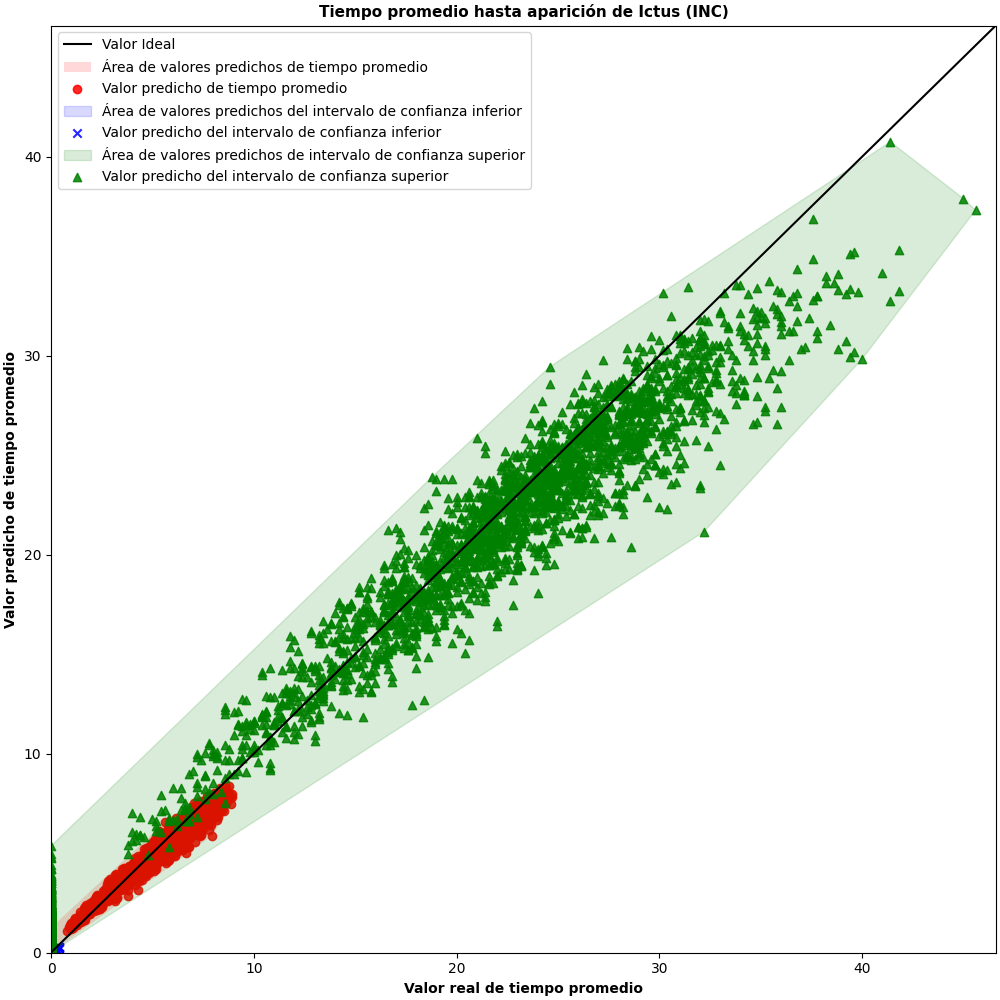 Tiempo promedio hasta aparición de Ictus (INC)
Valor Ideal
Área de valores predichos de tiempo promedio
Valor predicho de tiempo promedio
Área de valores predichos del intervalo de confianza inferior
Valor predicho del intervalo de confianza inferior
Área de valores predichos de intervalo de confianza superior
Valor predicho del intervalo de confianza superior
Valor predicho de tiempo promedio
40
30
20
10
0
0 10 20 30 40
Valor real de tiempo promedio